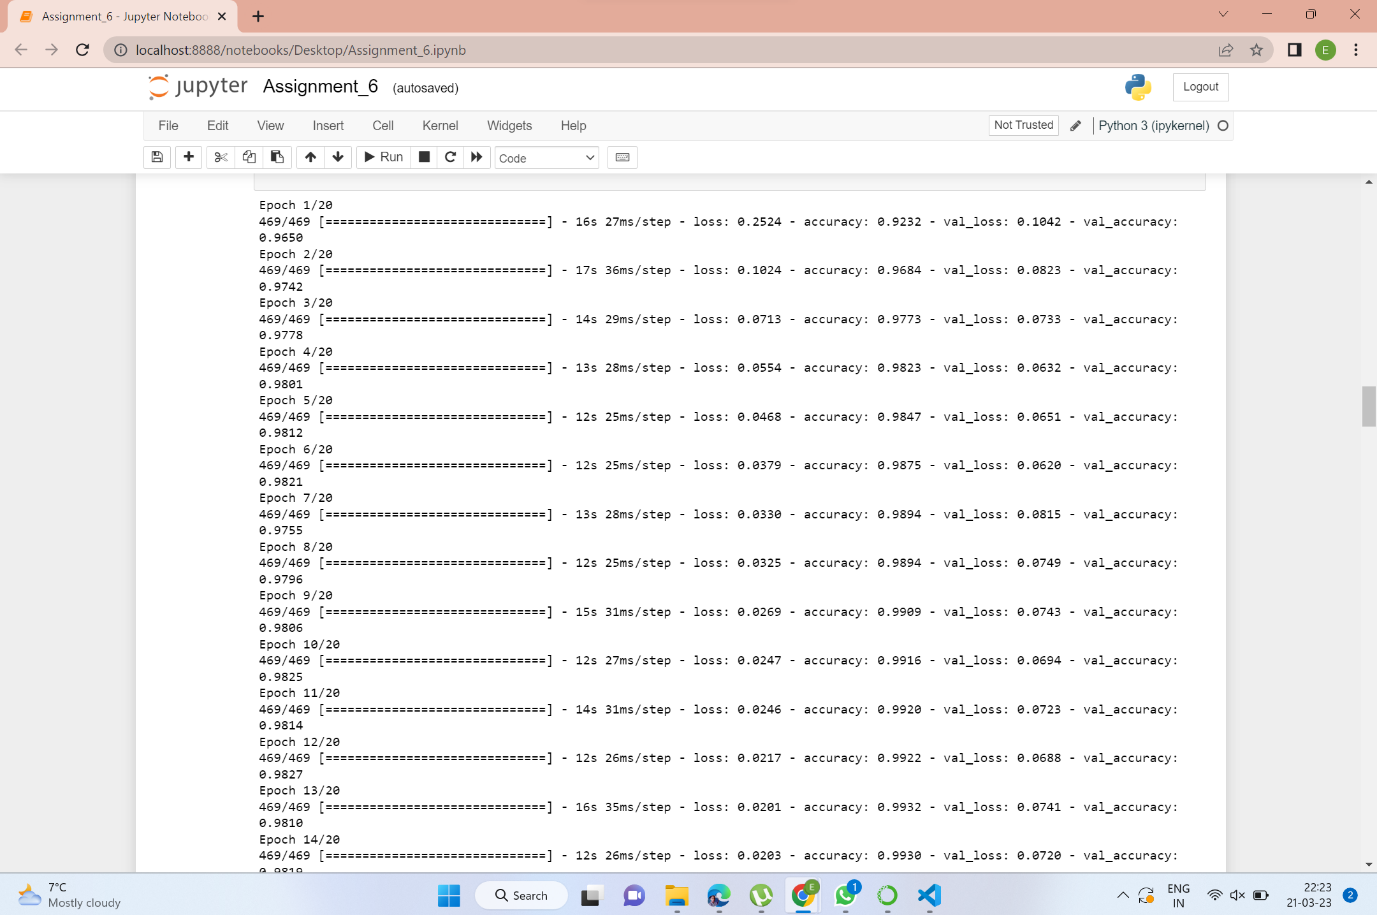 Assignment_6 - Jupyter Noteboo
localhost:8888/notebooks/Desktop/Assignment_6.ipynb
E
jupyter Assignment_6 (autosaved)
Logout
File Edit View Insert Cell Kernel Widgets Help
Not Trusted
Python 3 (ipykernel)
Run
Code
Epoch 1/20
469/469 [==============================] - 16s 27ms/step - loss: 0.2524 - accuracy: 0.9232 - val_loss: 0.1042 - val_accuracy:
0.9650
Epoch 2/20
469/469 [==============================] - 17s 36ms/step - loss: 0.1024 - accuracy: 0.9684 - val_loss: 0.0823 - val_accuracy:
0.9742
Epoch 3/20
469/469 [==============================] - 14s 29ms/step - loss: 0.0713 - accuracy: 0.9773 - val_loss: 0.0733 - val_accuracy:
0.9778
Epoch 4/20
469/469 [==============================] - 13s 28ms/step - loss: 0.0554 - accuracy: 0.9823 - val_loss: 0.0632 - val_accuracy:
0.9801
Epoch 5/20
469/469 [==============================] - 12s 25ms/step - loss: 0.0468 - accuracy: 0.9847 - val_loss: 0.0651 - val_accuracy:
0.9812
Epoch 6/20
469/469 [==============================] - 12s 25ms/step - loss: 0.0379 - accuracy: 0.9875 - val_loss: 0.0620 - val_accuracy:
0.9821
Epoch 7/20
469/469 [==============================] - 13s 28ms/step - loss: 0.0330 - accuracy: 0.9894 - val_loss: 0.0815 - val_accuracy:
0.9755
Epoch 8/20
469/469 [==============================] - 12s 25ms/step - loss: 0.0325 - accuracy: 0.9894 - val_loss: 0.0749 - val_accuracy:
0.9796
Epoch 9/20
469/469 [==============================] - 15s 31ms/step - loss: 0.0269 - accuracy: 0.9909 - val_loss: 0.0743 - val_accuracy:
0.9806
Epoch 10/20
469/469 [==============================] - 12s 27ms/step - loss: 0.0247 - accuracy: 0.9916 - val_loss: 0.0694 - val_accuracy:
0.9825
Epoch 11/20
469/469 [==============================] - 14s 31ms/step - loss: 0.0246 - accuracy: 0.9920 - val_loss: 0.0723 - val_accuracy:
0.9814
Epoch 12/20
469/469 [==============================] - 12s 26ms/step - loss: 0.0217 - accuracy: 0.9922 - val_loss: 0.0688 - val_accuracy:
0.9827
Epoch 13/20
469/469 [==============================] - 16s 35ms/step - loss: 0.0201 - accuracy: 0.9932 - val_loss: 0.0741 - val_accuracy:
0.9810
Epoch 14/20
469/469 [==============================] - 12s 26ms/step - loss: 0.0203 - accuracy: 0.9930 - val_loss: 0.0720 - val_accuracy:
7°C
Mostly cloudy
Search
E
1
ENG
IN
22:23
21-03-23
2